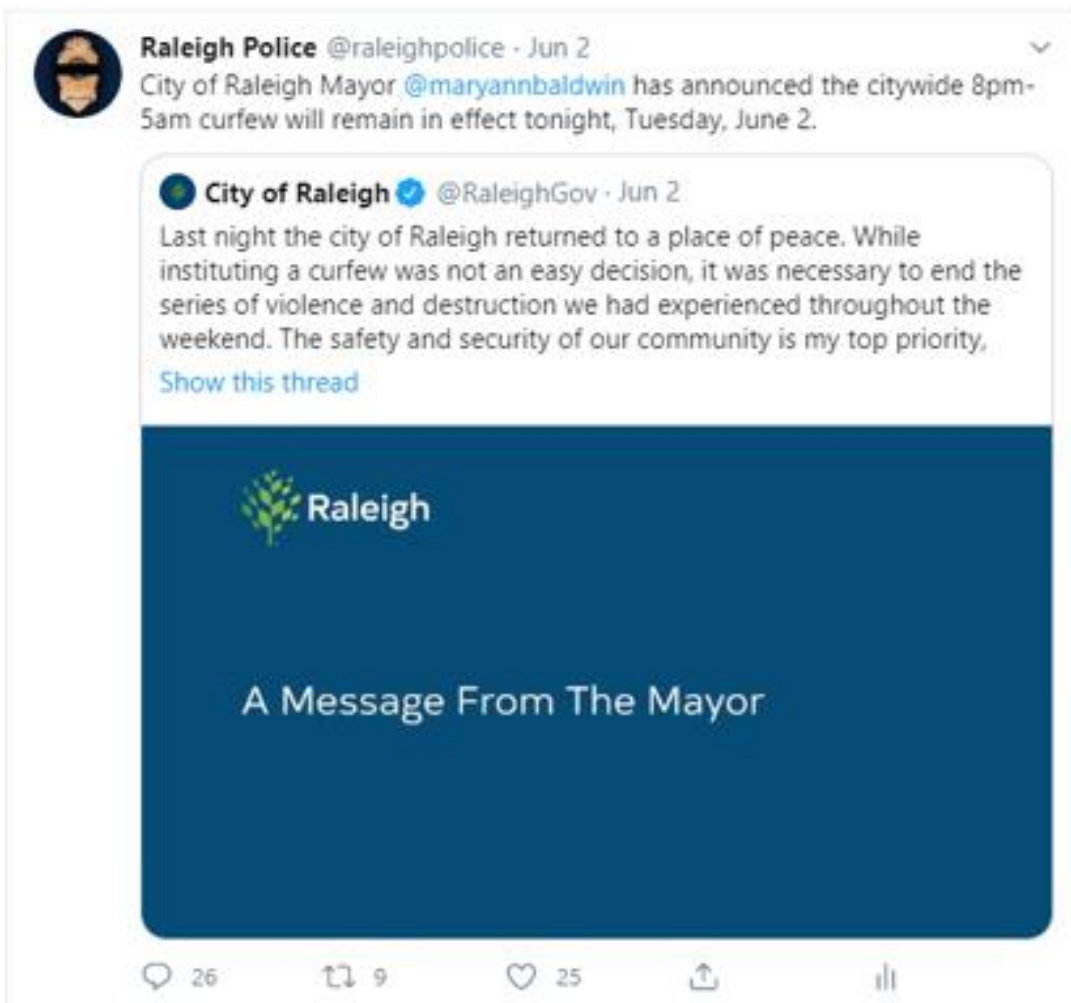 Raleigh Police @raleighpolice · Jun 2
City of Raleigh Mayor @maryannbaldwin has announced the citywide 8pm-
5am curfew will remain in effect tonight, Tuesday, June 2.
City of Raleigh @RaleighGov · Jun 2
Last night the city of Raleigh returned to a place of peace. While
instituting a curfew was not an easy decision, it was necessary to end the
series of violence and destruction we had experienced throughout the
weekend. The safety and security of our community is my top priority,
Show this thread
Raleigh
A Message From The Mayor
26 9 25